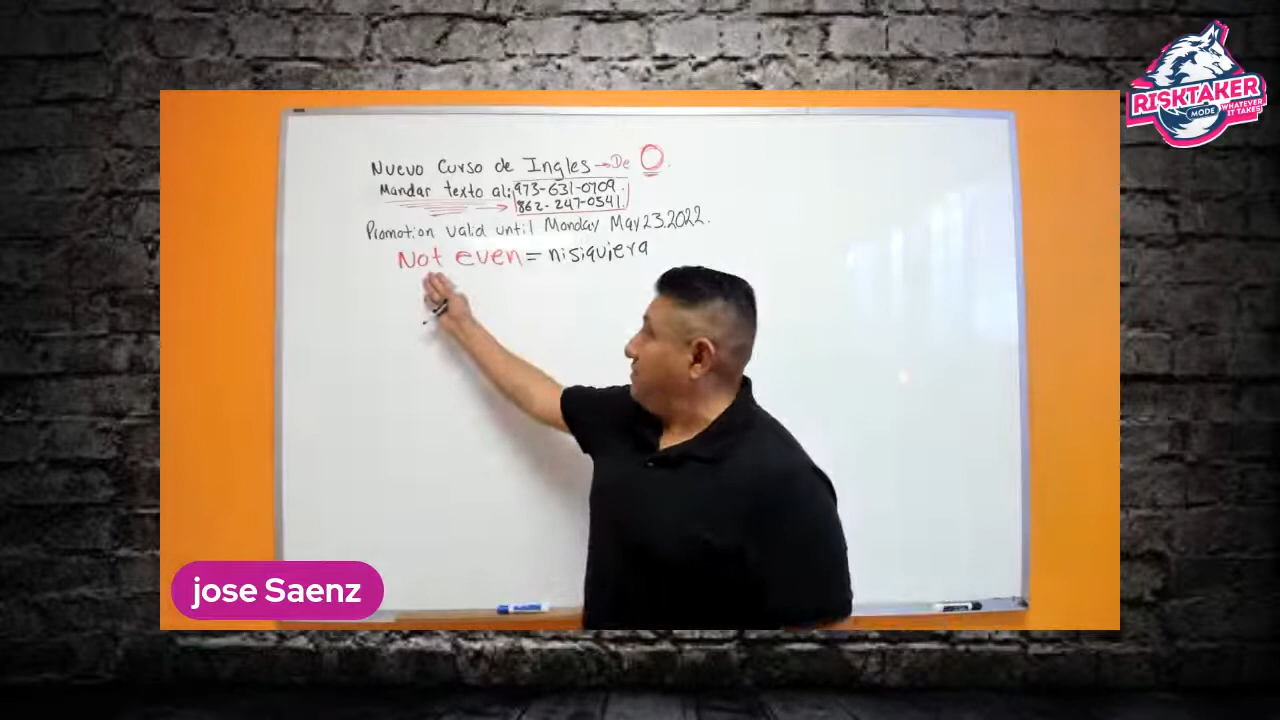 Nuevo Curso de Ingles → De 0.
Mandar texto al: 973-631-0709.
862-247-0541.
Promotion valid until Monday May 23.2022.
Not even = nisiquiera
jose Saenz
RISKTAKER
MODE WHATEVER
IT TAKES